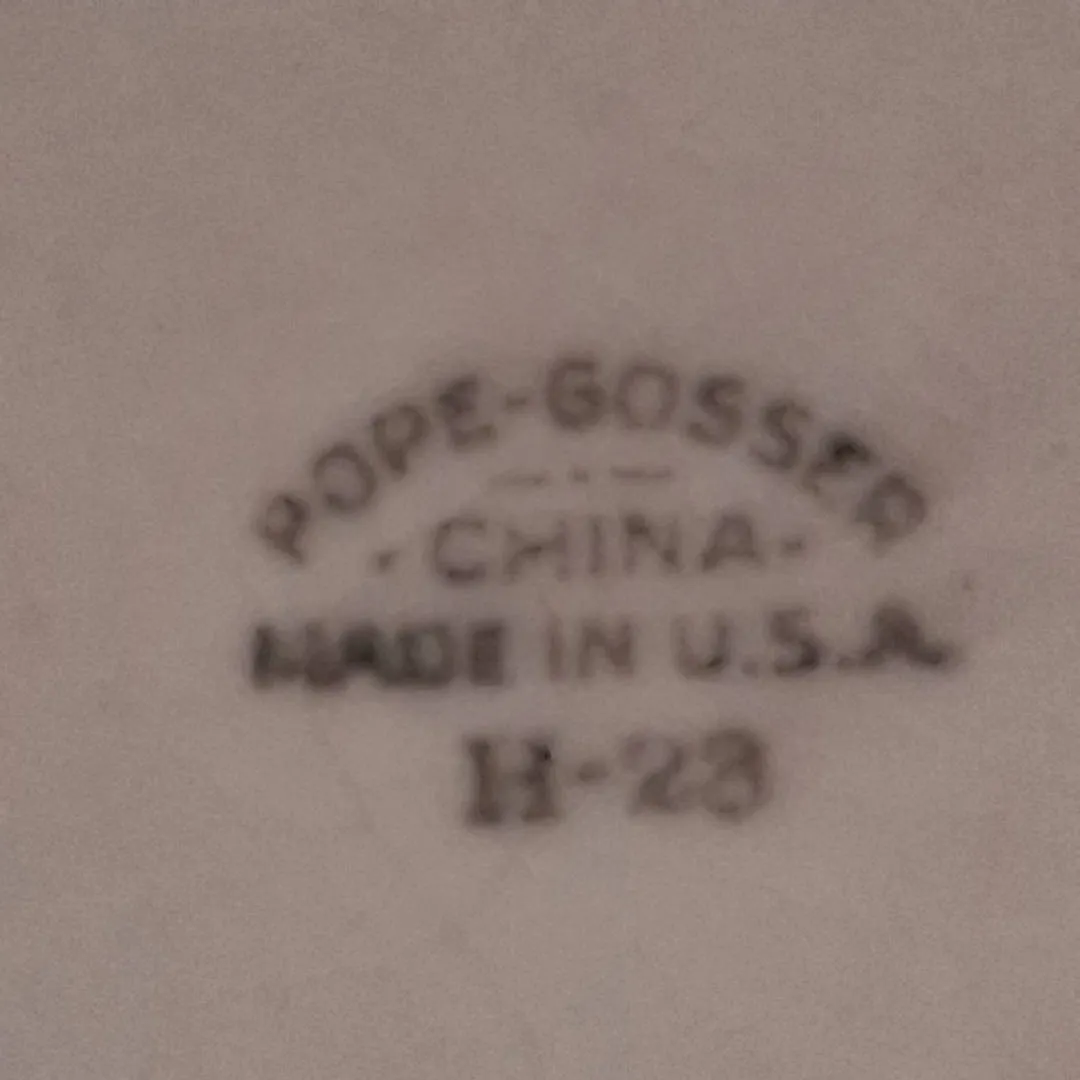 POPE-GOSSER
- CHINA -
MADE IN U.S.A.
H-23